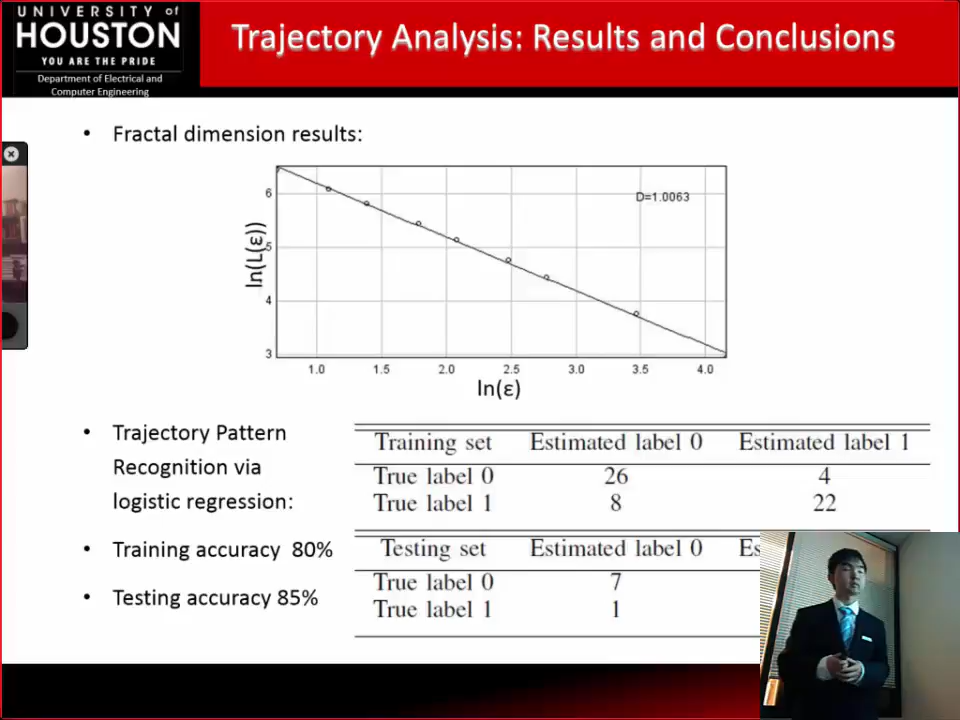 UNIVERSITY of
HOUSTON
YOU ARE THE PRIDE
Department of Electrical and
Computer Engineering
Trajectory Analysis: Results and Conclusions
• Fractal dimension results:
D=1.0063
6
5
4
3
ln(L(ε))
1.0 1.5 2.0 2.5 3.0 3.5 4.0
ln(ε)
• Trajectory Pattern
Recognition via
logistic regression:
• Training accuracy 80%
• Testing accuracy 85%
Training set Estimated label 0 Estimated label 1
True label 0 26 4
True label 1 8 22
Testing set Estimated label 0
True label 0 7
True label 1 1